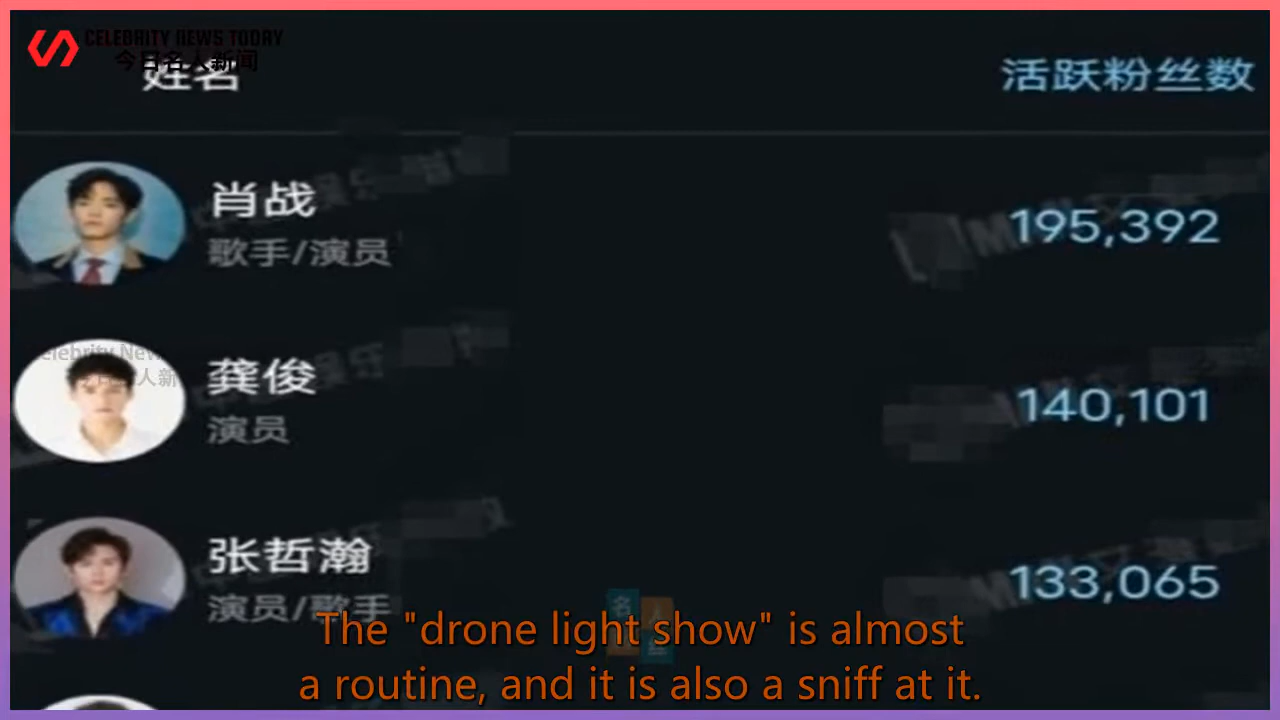 CELEBRITY NEWS TODAY
今日名人新闻
姓名
活跃粉丝数
肖战
歌手/演员
195,392
龚俊
演员
140,101
张哲瀚
演员/歌手
133,065
The "drone light show" is almost
a routine, and it is also a sniff at it.